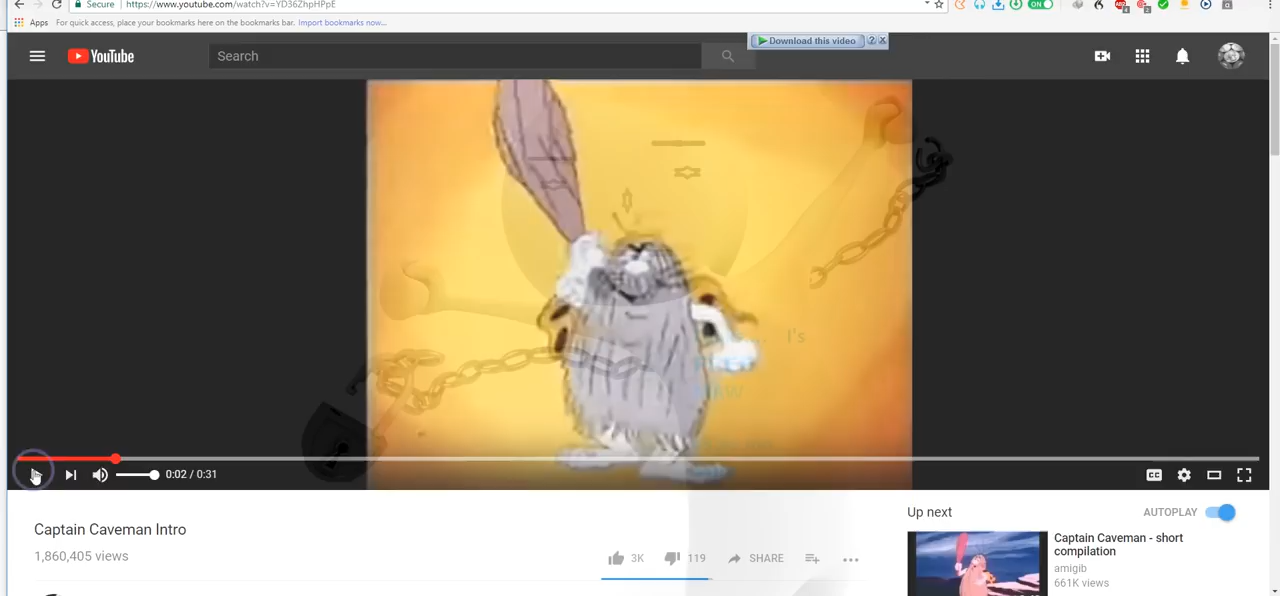 Secure https://www.youtube.com/watch?v=YD36ZhpHPpE
Apps For quick access, place your bookmarks here on the bookmarks bar. Import bookmarks now...
ON
Download this video ? X
YouTube Search
I's
0:02 / 0:31
CC
Captain Caveman Intro
1,860,405 views
3K 119 SHARE
Up next AUTOPLAY
Captain Caveman - short
compilation
amigib
661K views